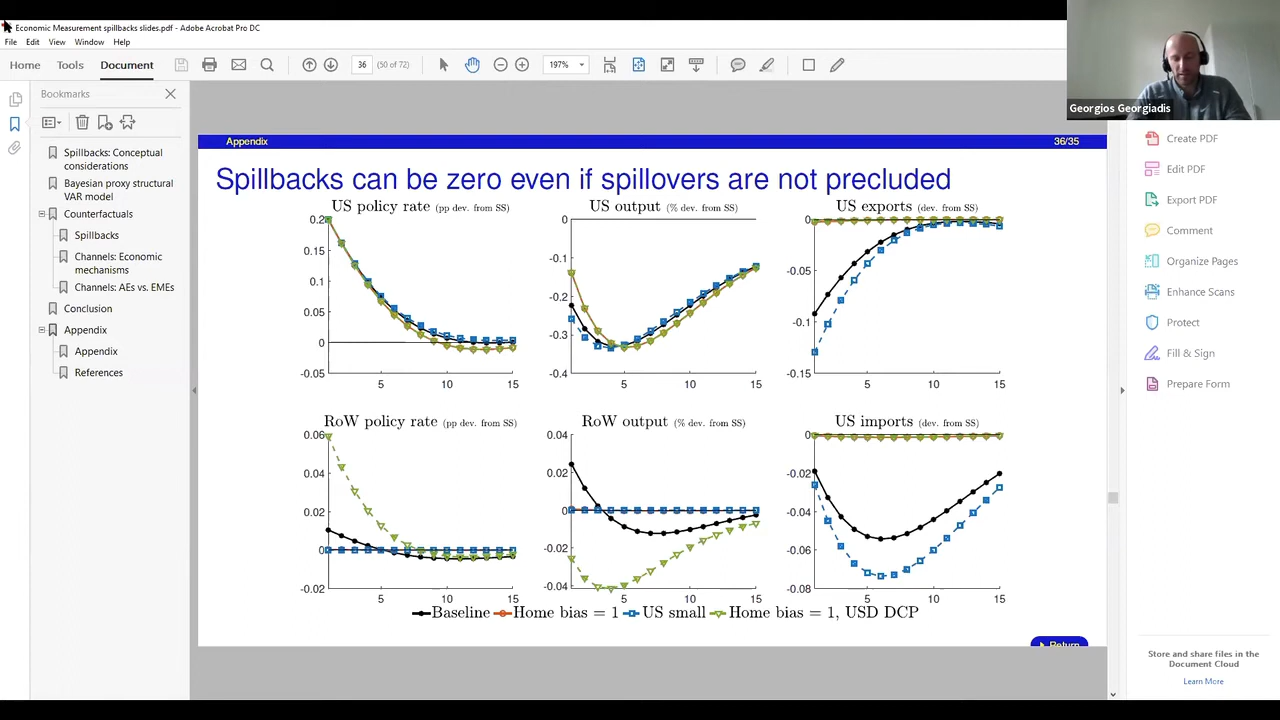 Economic Measurement spillbacks slides.pdf - Adobe Acrobat Pro DC
File Edit View Window Help
Home Tools Document 36 (50 of 72) 197%
Bookmarks
Spillbacks: Conceptual
considerations
Bayesian proxy structural
VAR model
Counterfactuals
Spillbacks
Channels: Economic
mechanisms
Channels: AEs vs. EMEs
Conclusion
Appendix
Appendix
References
Appendix 36/35
Spillbacks can be zero even if spillovers are not precluded
US policy rate (pp dev. from SS)
0.2
0.15
0.1
0.05
0
-0.05
5 10 15
US output (% dev. from SS)
0
-0.1
-0.2
-0.3
-0.4
5 10 15
US exports (dev. from SS)
0
-0.05
-0.1
-0.15
5 10 15
RoW policy rate (pp dev. from SS)
0.06
0.04
0.02
0
-0.02
5 10 15
RoW output (% dev. from SS)
0.04
0.02
0
-0.02
-0.04
5 10 15
US imports (dev. from SS)
0
-0.02
-0.04
-0.06
-0.08
5 10 15
Baseline Home bias = 1 US small Home bias = 1, USD DCP
Return
Georgios Georgiadis
Create PDF
Edit PDF
Export PDF
Comment
Organize Pages
Enhance Scans
Protect
Fill & Sign
Prepare Form
Store and share files in the
Document Cloud
Learn More